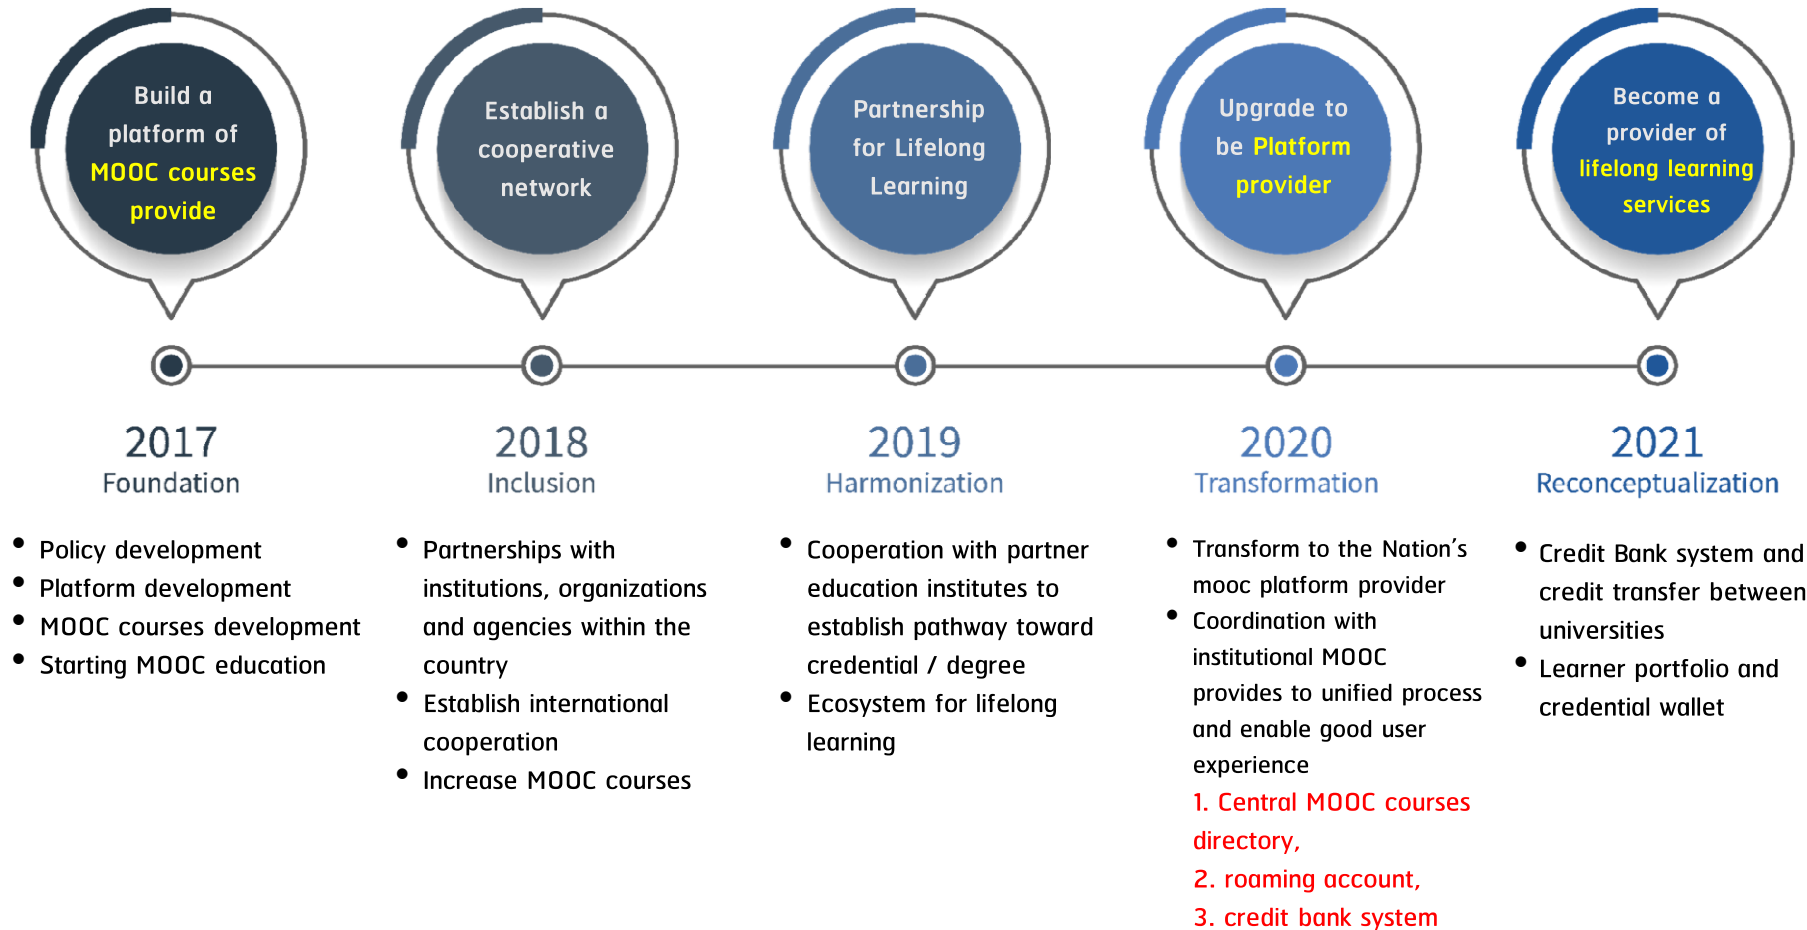 Build a
platform of
MOOC courses
provide
Establish a
cooperative
network
Partnership
for Lifelong
Learning
Upgrade to
be Platform
provider
Become a
provider of
lifelong learning
services
2017
Foundation
2018
Inclusion
2019
Harmonization
2020
Transformation
2021
Reconceptualization
• Policy development
• Platform development
• MOOC courses development
• Starting MOOC education
• Partnerships with
institutions, organizations
and agencies within the
country
• Establish international
cooperation
• Increase MOOC courses
• Cooperation with partner
education institutes to
establish pathway toward
credential / degree
• Ecosystem for lifelong
learning
• Transform to the Nation's
mooc platform provider
• Coordination with
institutional MOOC
provides to unified process
and enable good user
experience
1. Central MOOC courses
directory,
2. roaming account,
3. credit bank system
• Credit Bank system and
credit transfer between
universities
• Learner portfolio and
credential wallet